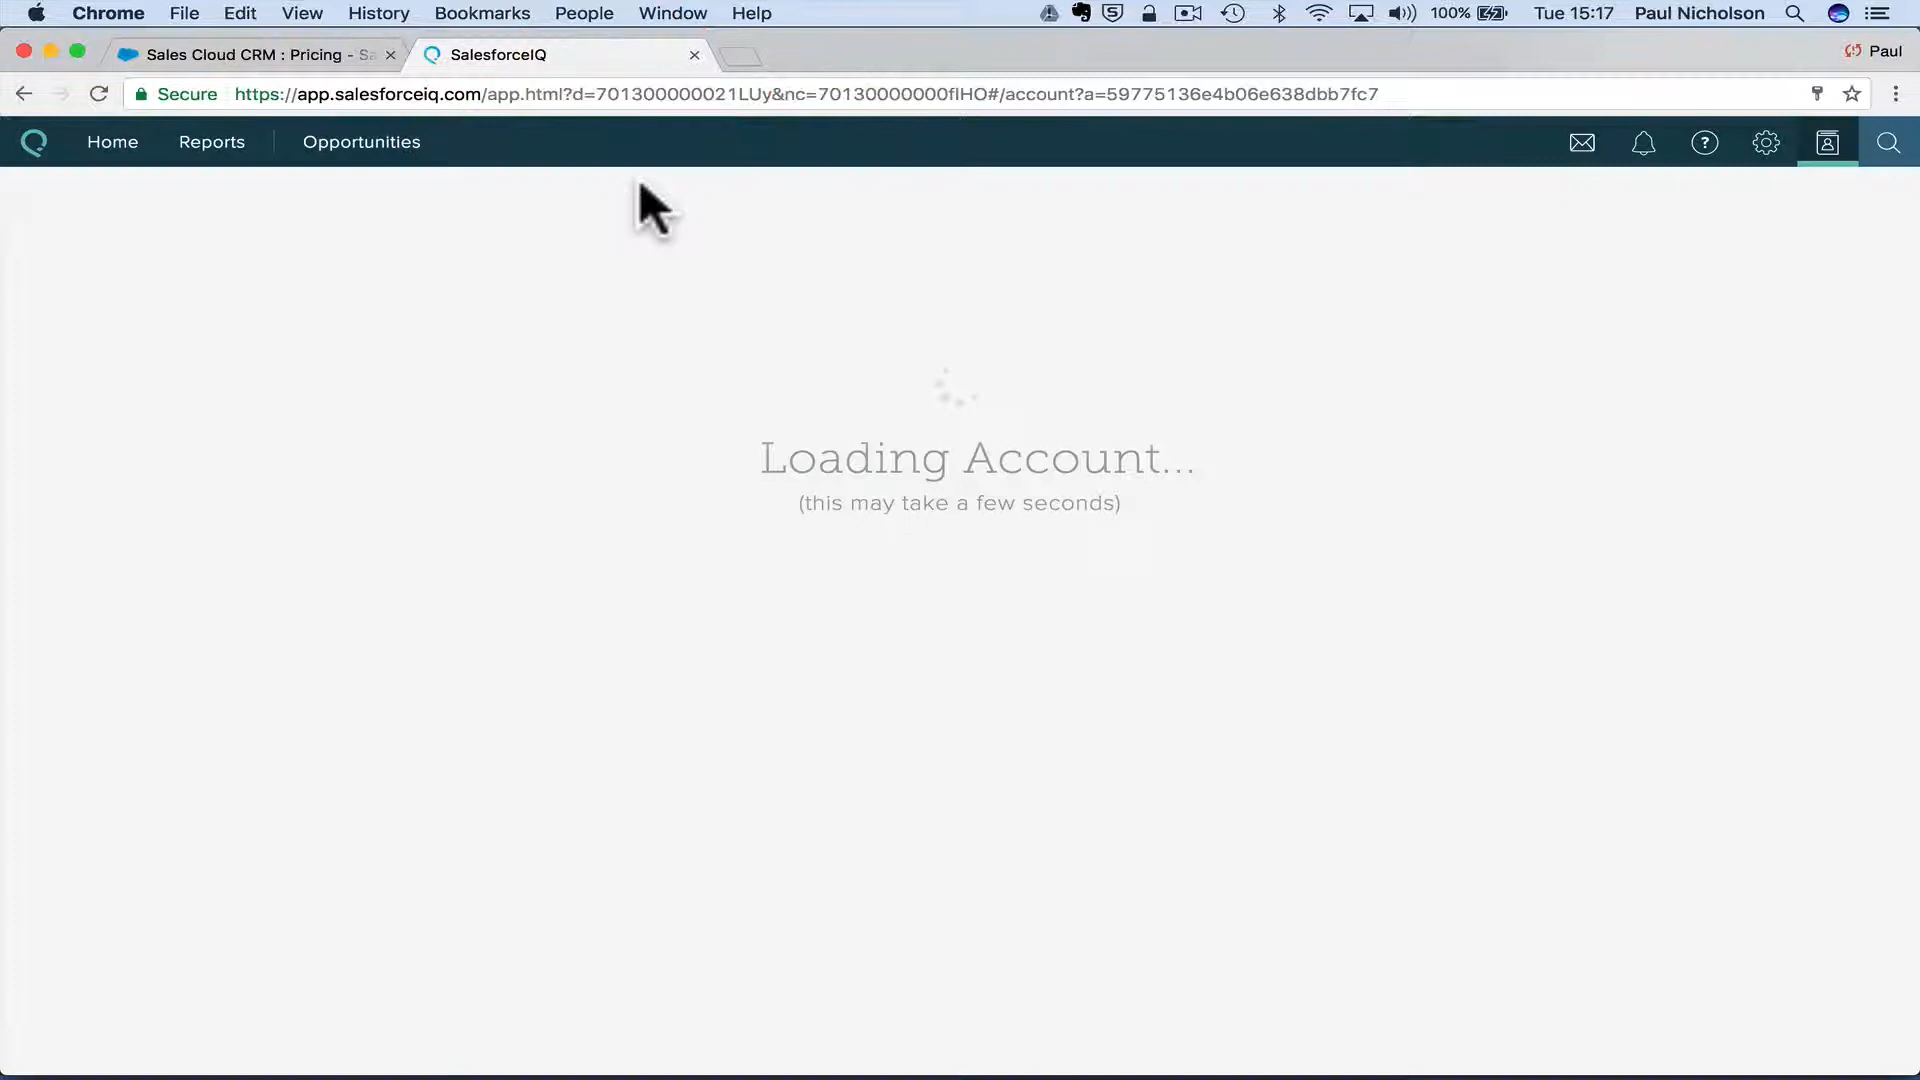 Chrome File Edit View History Bookmarks People Window Help 100% Tue 15:17 Paul Nicholson
Sales Cloud CRM : Pricing - Sa SalesforceIQ Paul
Secure https://app.salesforceiq.com/app.html?d=701300000021LUy&nc=70130000000flHO#/account?a=59775136e4b06e638dbb7fc7
Home Reports Opportunities
Loading Account...
(this may take a few seconds)